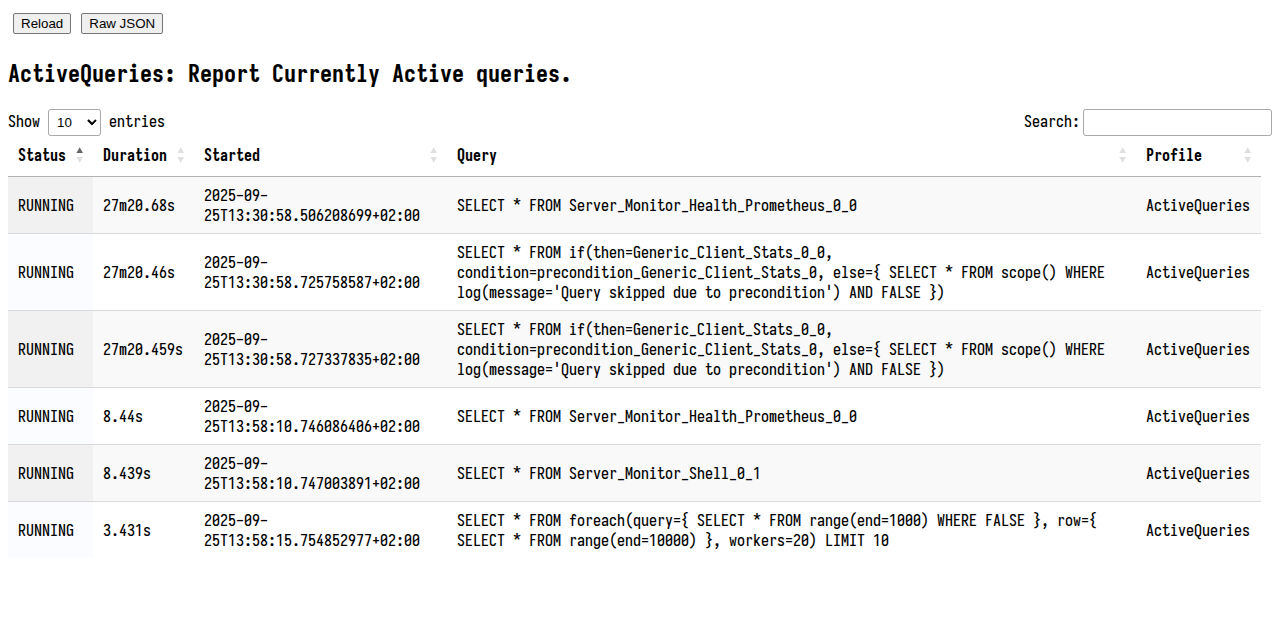 Reload Raw JSON
ActiveQueries: Report Currently Active queries.
Show 10 entries Search:
Status Duration Started Query Profile
RUNNING 27m20.68s 2025-09-
25T13:30:58.506208699+02:00 SELECT * FROM Server_Monitor_Health_Prometheus_0_0 ActiveQueries
RUNNING 27m20.46s 2025-09-
25T13:30:58.725758587+02:00 SELECT * FROM if(then=Generic_Client_Stats_0_0,
condition=precondition_Generic_Client_Stats_0, else={ SELECT * FROM scope() WHERE
log(message='Query skipped due to precondition') AND FALSE }) ActiveQueries
RUNNING 27m20.459s 2025-09-
25T13:30:58.727337835+02:00 SELECT * FROM if(then=Generic_Client_Stats_0_0,
condition=precondition_Generic_Client_Stats_0, else={ SELECT * FROM scope() WHERE
log(message='Query skipped due to precondition') AND FALSE }) ActiveQueries
RUNNING 8.44s 2025-09-
25T13:58:10.746086406+02:00 SELECT * FROM Server_Monitor_Health_Prometheus_0_0 ActiveQueries
RUNNING 8.439s 2025-09-
25T13:58:10.747003891+02:00 SELECT * FROM Server_Monitor_Shell_0_1 ActiveQueries
RUNNING 3.431s 2025-09-
25T13:58:15.754852977+02:00 SELECT * FROM foreach(query={ SELECT * FROM range(end=1000) WHERE FALSE }, row={
SELECT * FROM range(end=10000) }, workers=20) LIMIT 10 ActiveQueries